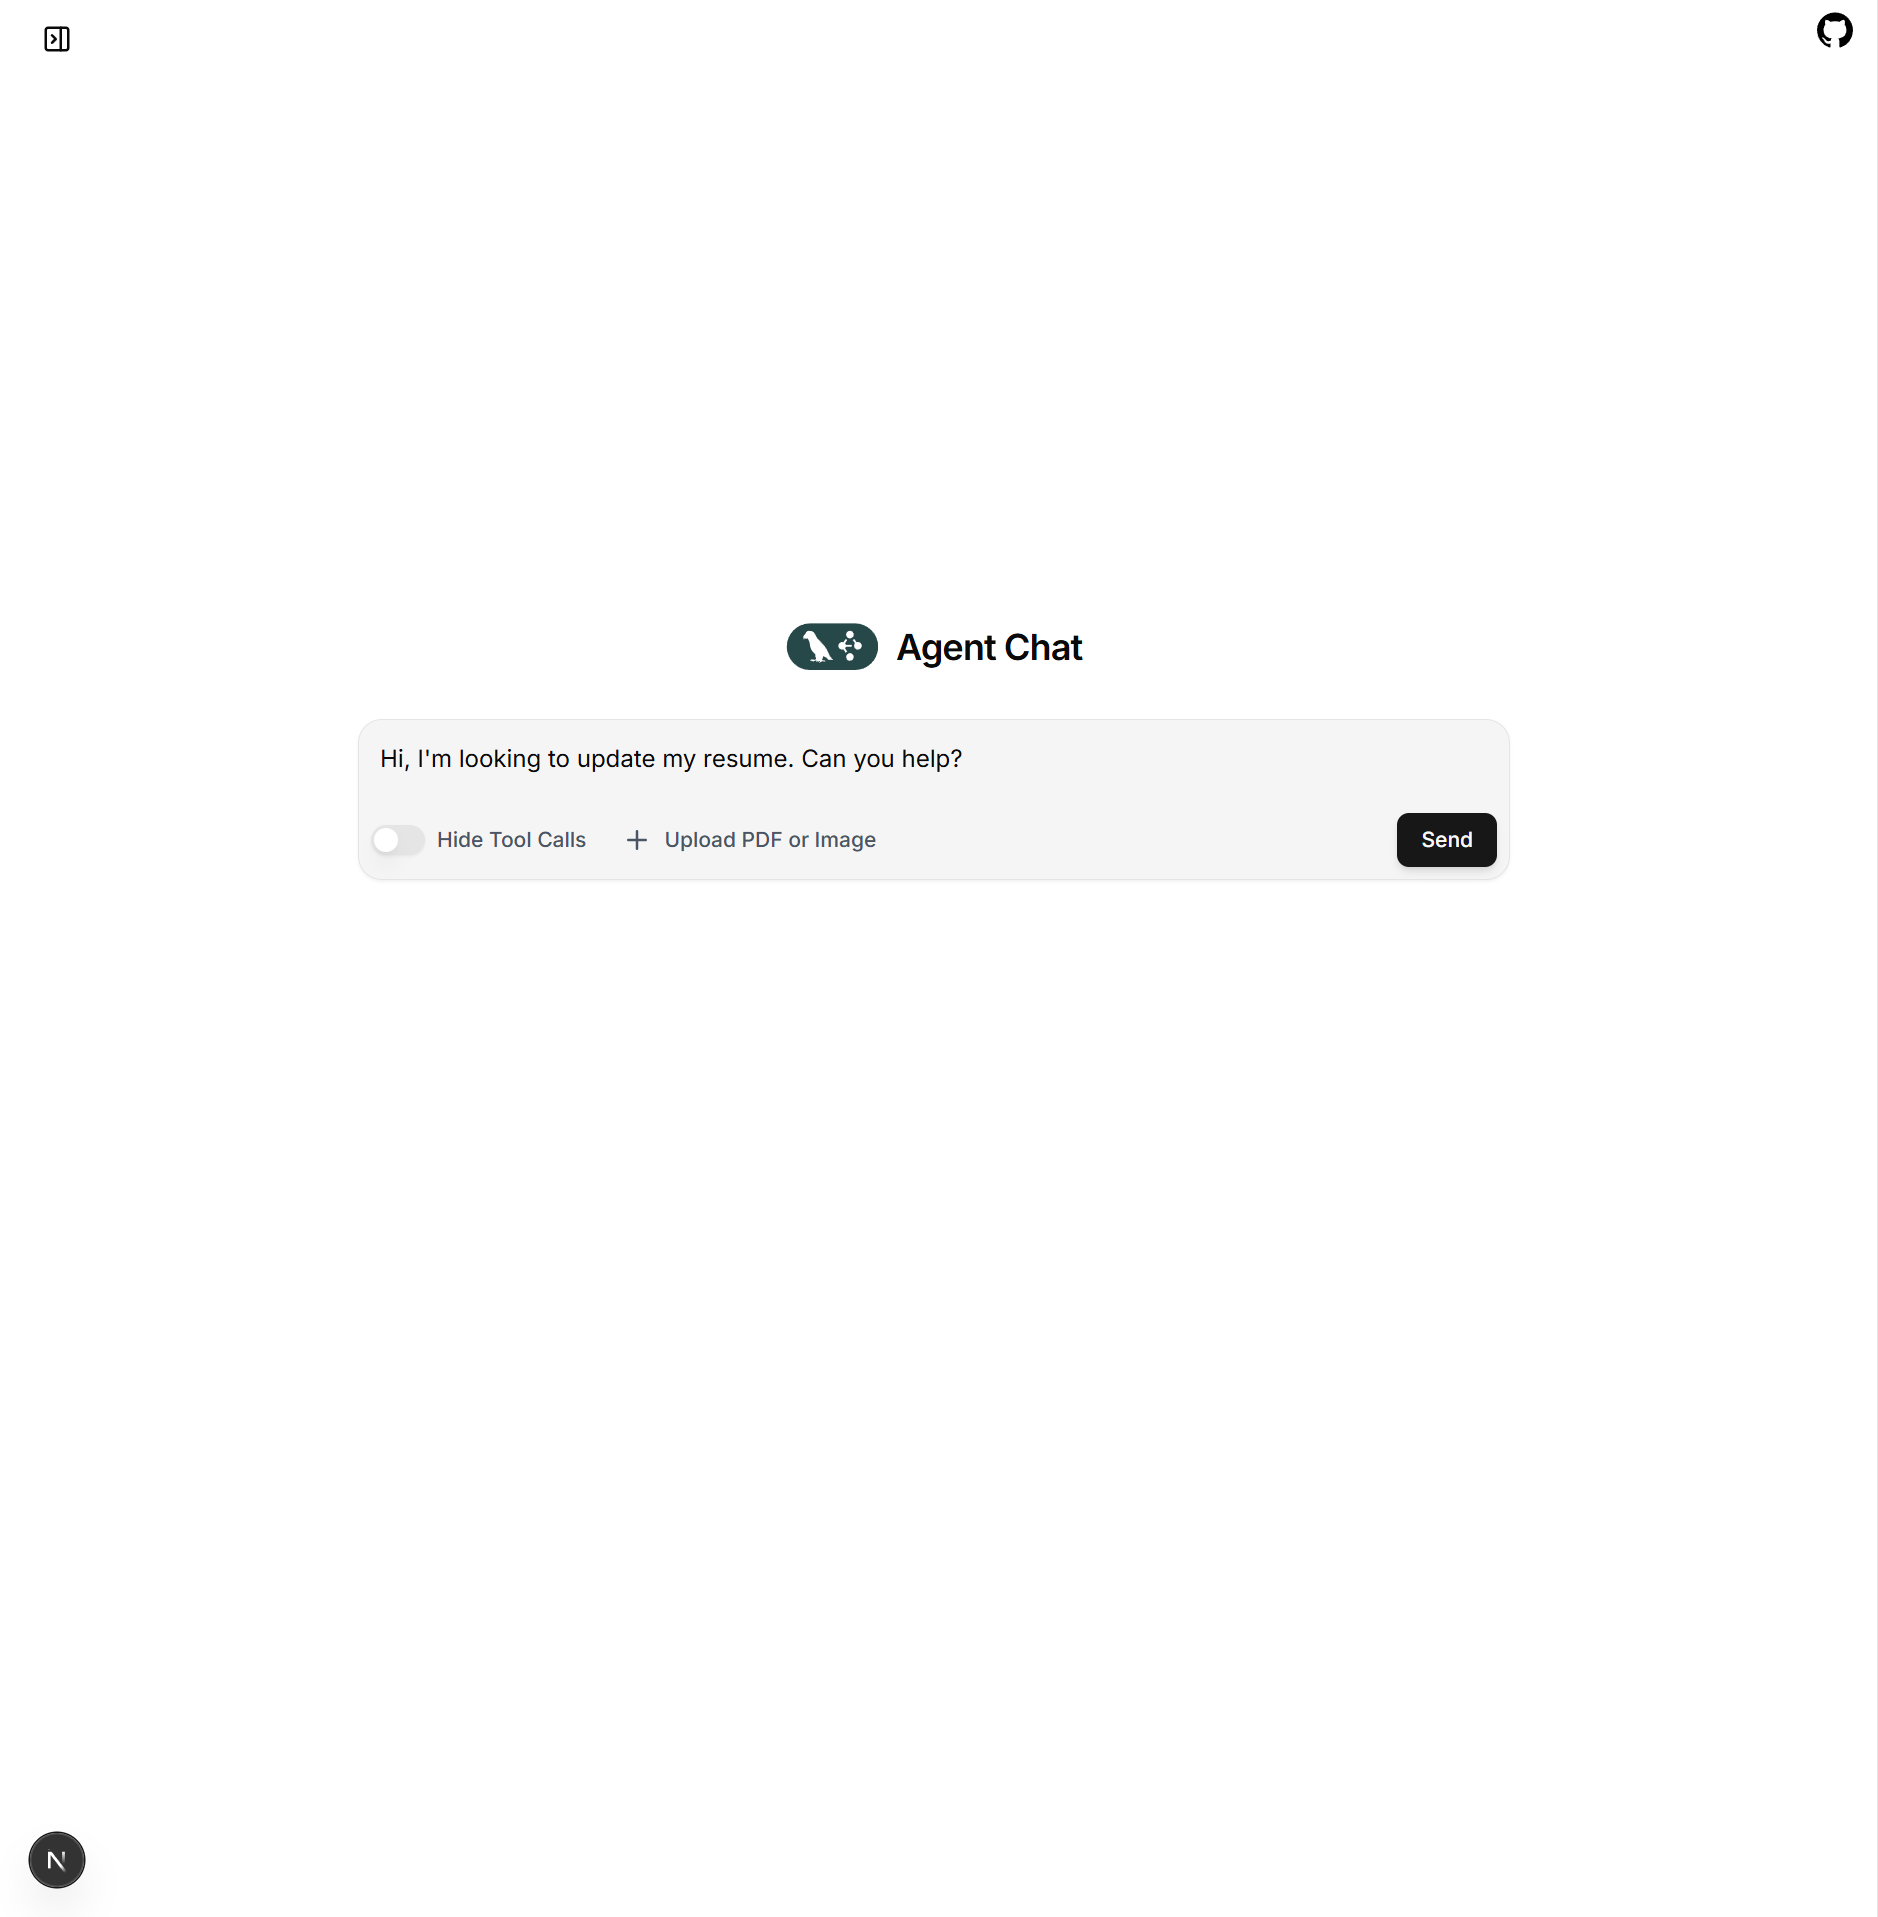 Agent Chat
Hi, I'm looking to update my resume. Can you help?
Hide Tool Calls
Upload PDF or Image
Send
N